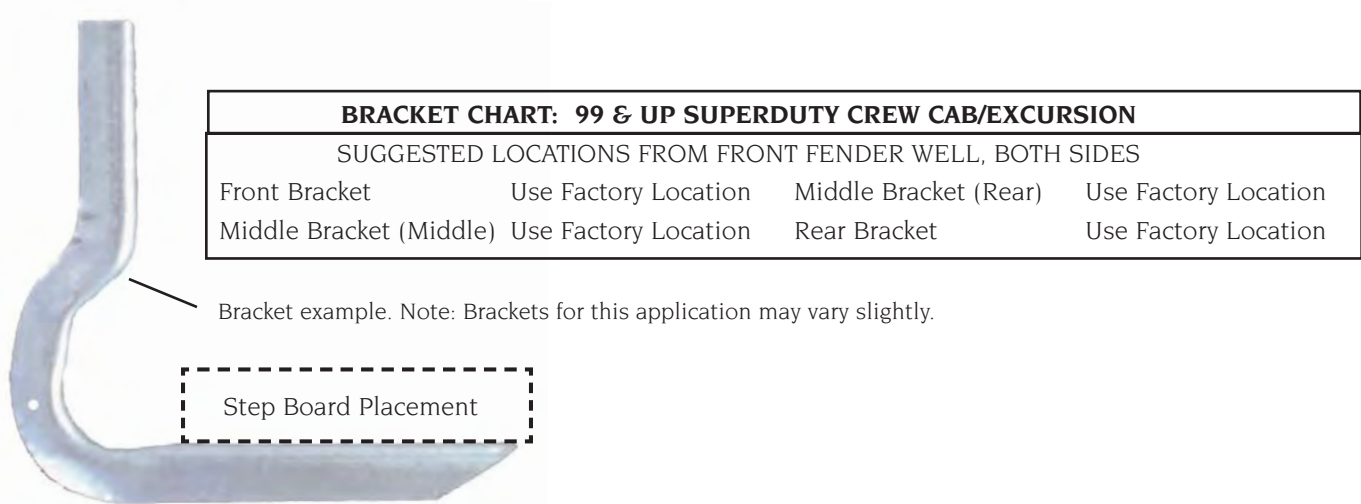 BRACKET CHART: 99 & UP SUPERDUTY CREW CAB/EXCURSION
SUGGESTED LOCATIONS FROM FRONT FENDER WELL, BOTH SIDES
Front Bracket Use Factory Location Middle Bracket (Rear) Use Factory Location
Middle Bracket (Middle) Use Factory Location Rear Bracket Use Factory Location
Bracket example. Note: Brackets for this application may vary slightly.
Step Board Placement